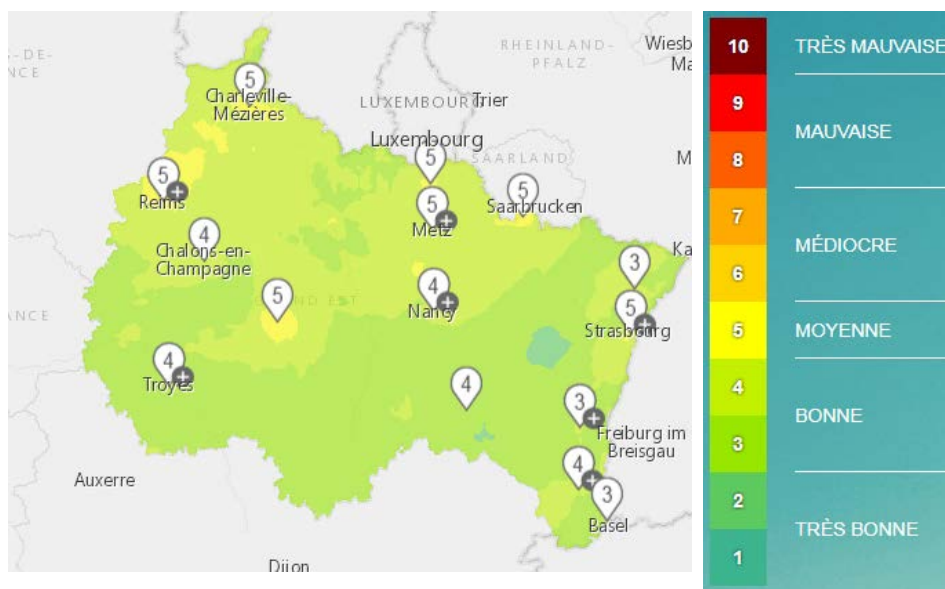 RHEINLAND-
PFALZ
Wiesb
Ma
5
Charleville-
Mézières
LUXEMBOURG
Trier
Luxembourg
5
SAARLAND
M
5
Reims
5
Metz
5
Saarbrucken
4
Chalons-en-
Champagne
3
Ka
5
GRAND EST
4
Nancy
5
Strasbourg
ANCE
4
Troyes
4
3
Freiburg im
Breisgau
4
3
Basel
Auxerre
Dijon
10 TRÈS MAUVAISE
9
MAUVAISE
8
7
MÉDIOCRE
6
5 MOYENNE
4
BONNE
3
2
TRÈS BONNE
1